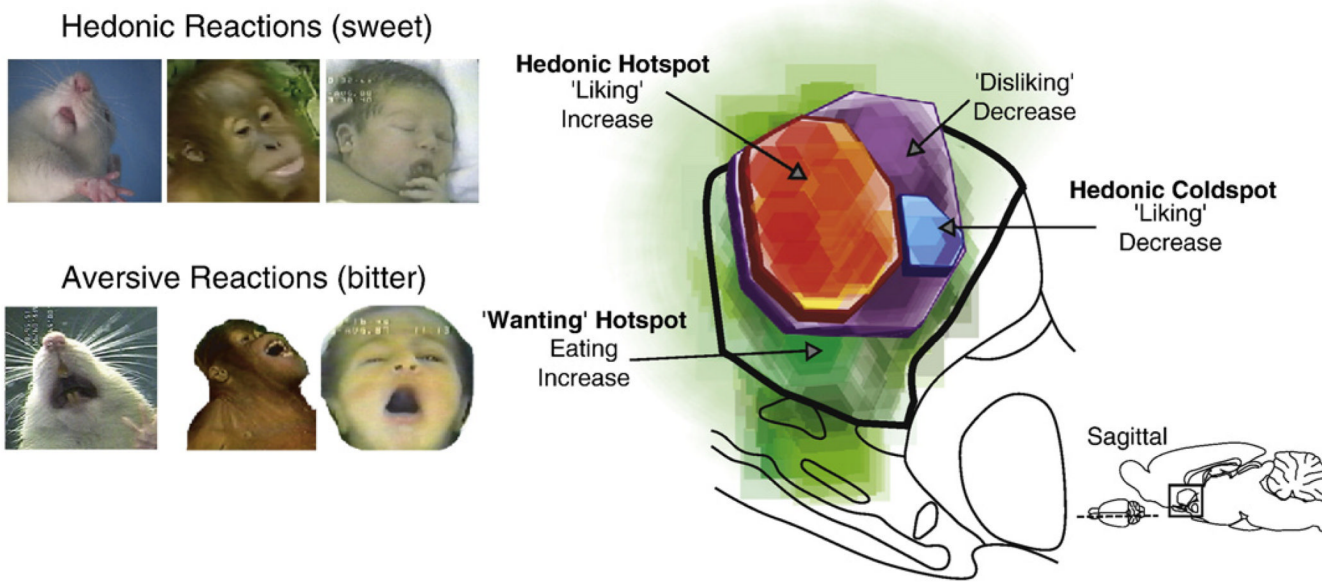 Hedonic Reactions (sweet)
Aversive Reactions (bitter)
Hedonic Hotspot
'Liking'
Increase
'Disliking'
Decrease
Hedonic Coldspot
'Liking'
Decrease
'Wanting' Hotspot
Eating
Increase
Sagittal